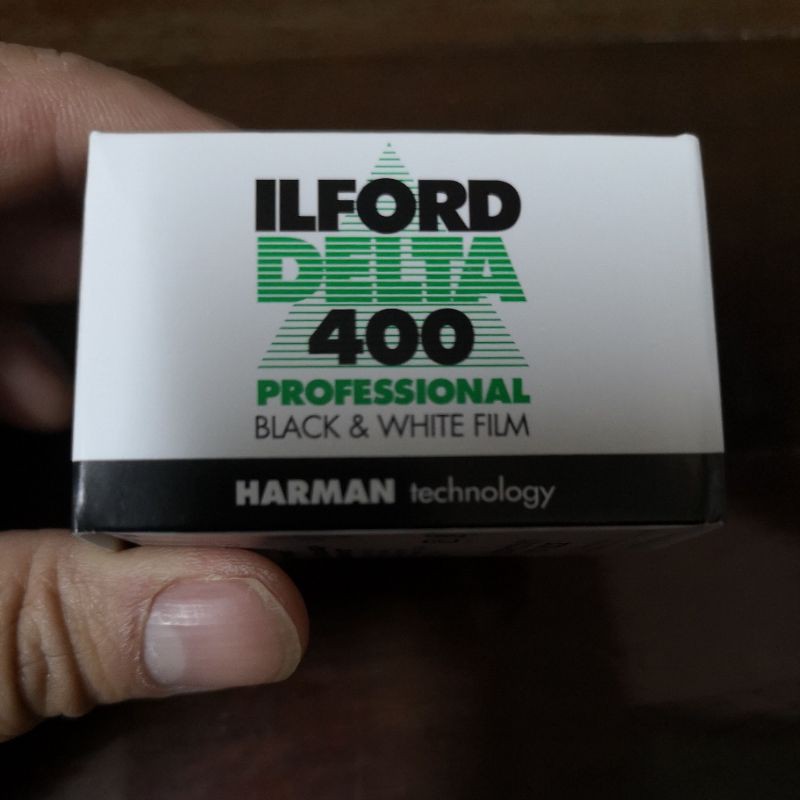 ILFORD
DELTA
400
PROFESSIONAL
BLACK & WHITE FILM
HARMAN technology